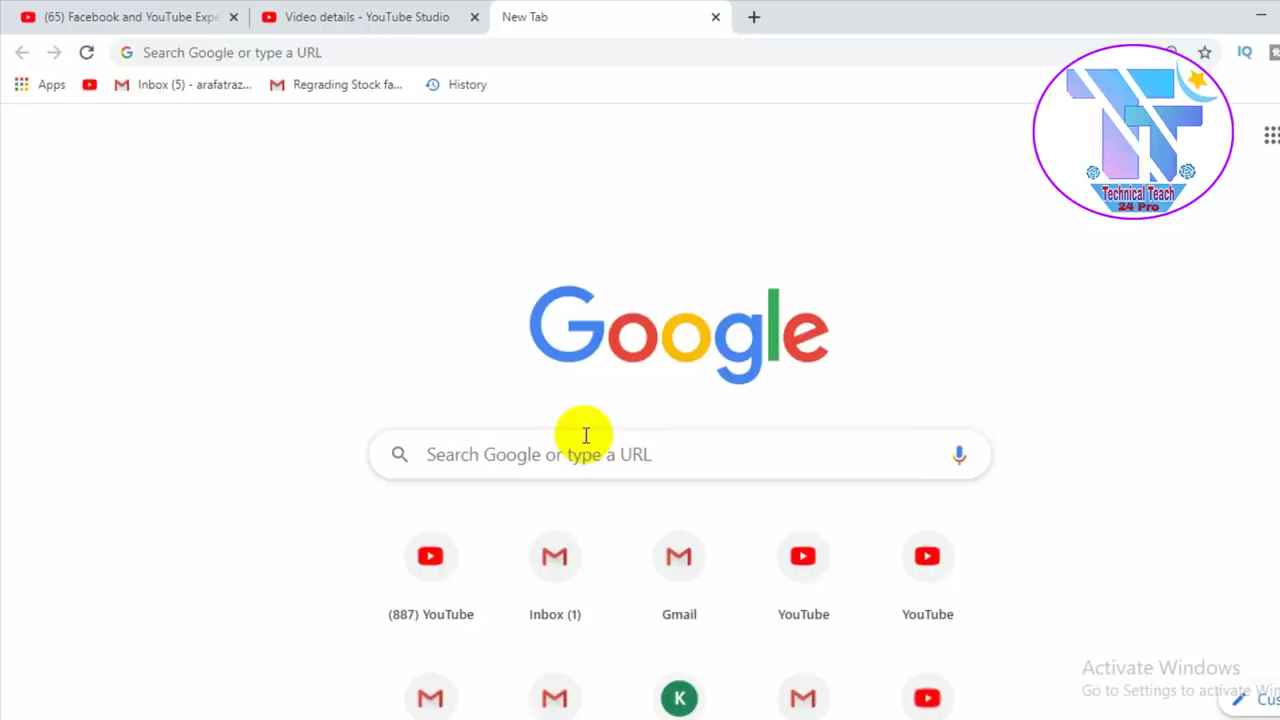 (65) Facebook and YouTube Expe
Video details - YouTube Studio
New Tab
Search Google or type a URL
IQ
Apps
Inbox (5) - arafatraz...
Regrading Stock fa...
History
Technical Teach
24 Pro
Google
Search Google or type a URL
(887) YouTube
Inbox (1)
Gmail
YouTube
YouTube
K
Activate Windows
Go to Settings to activate Win
Cus